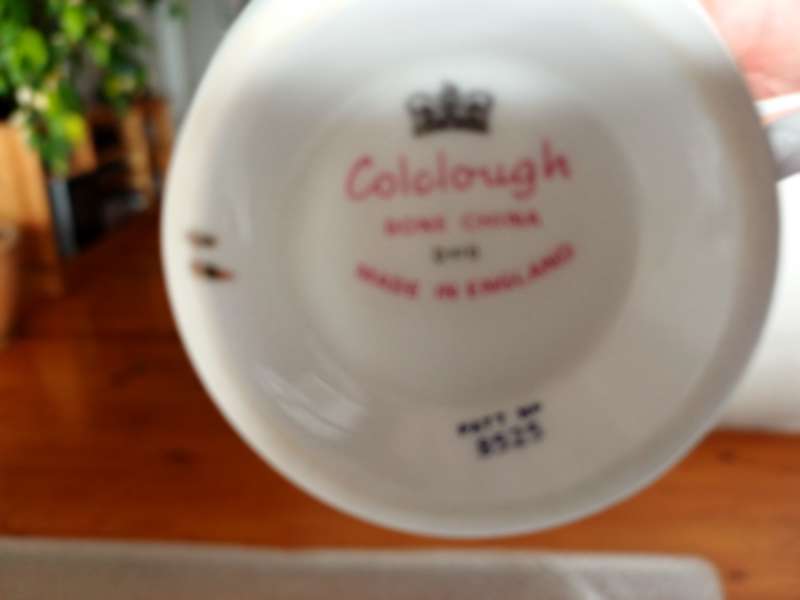 Colclough
BONE CHINA
MADE IN ENGLAND
PATT Nº
8525